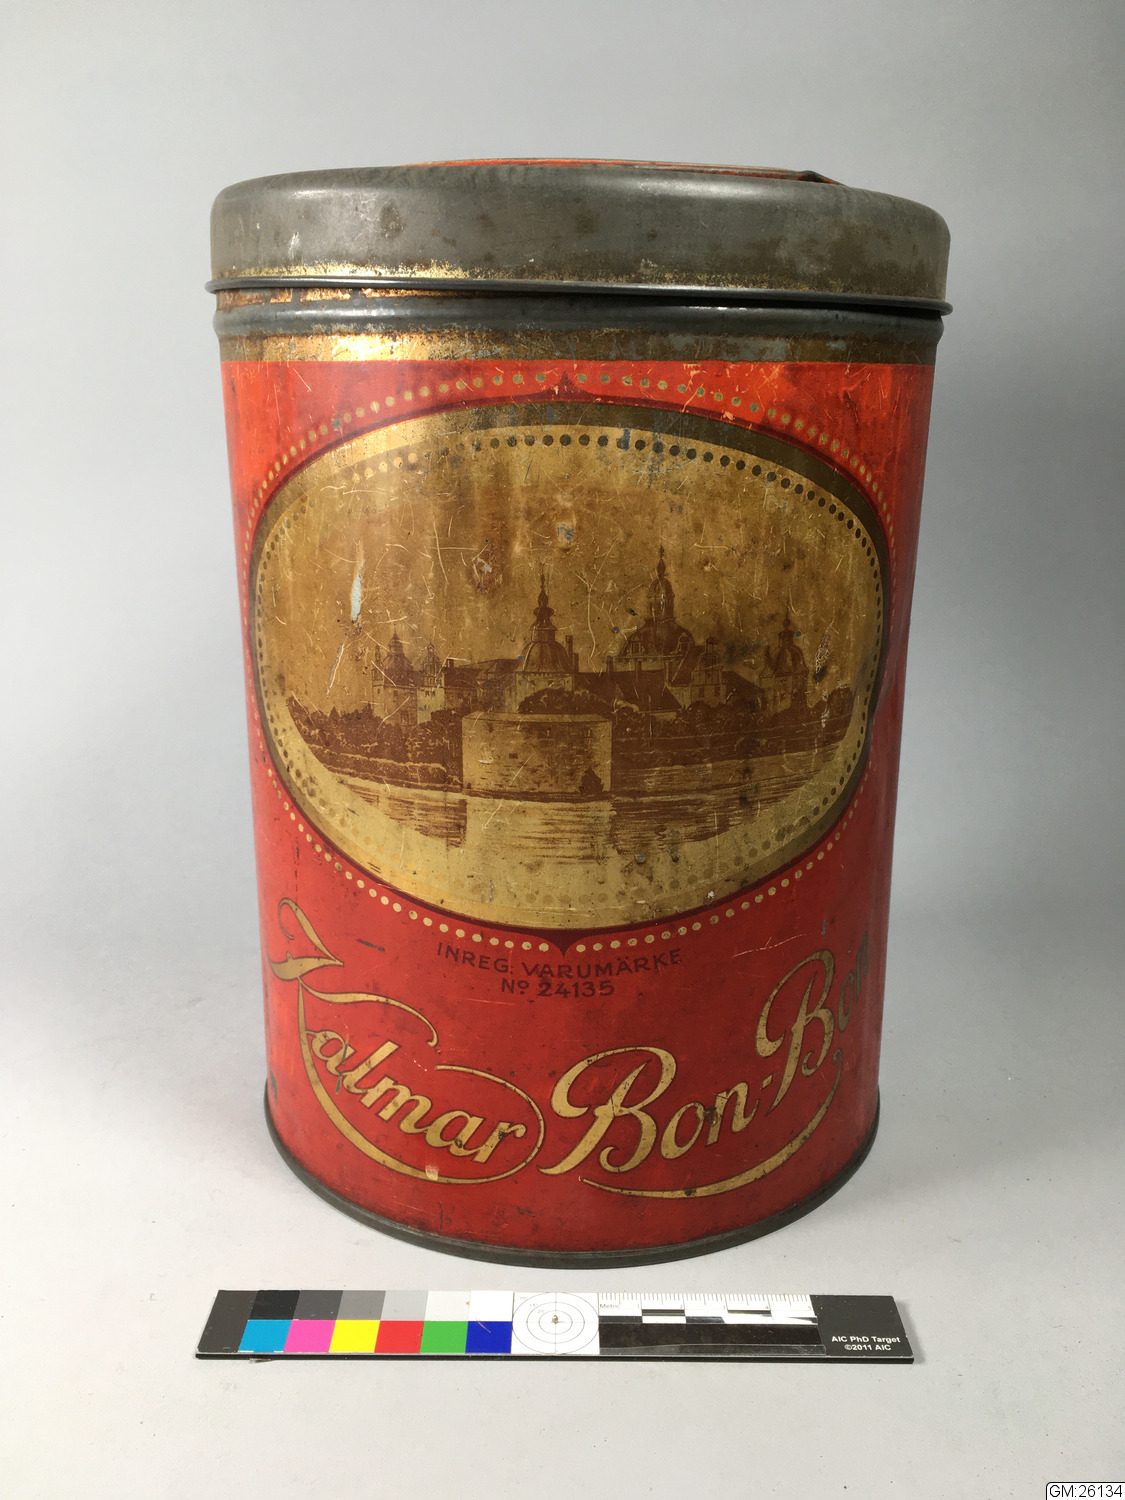 INREG. VARUMÄRKE
No 24135
Kalmar Bon-Bon
Metric
AIC PhD Target
©2011 AIC
GM:26134